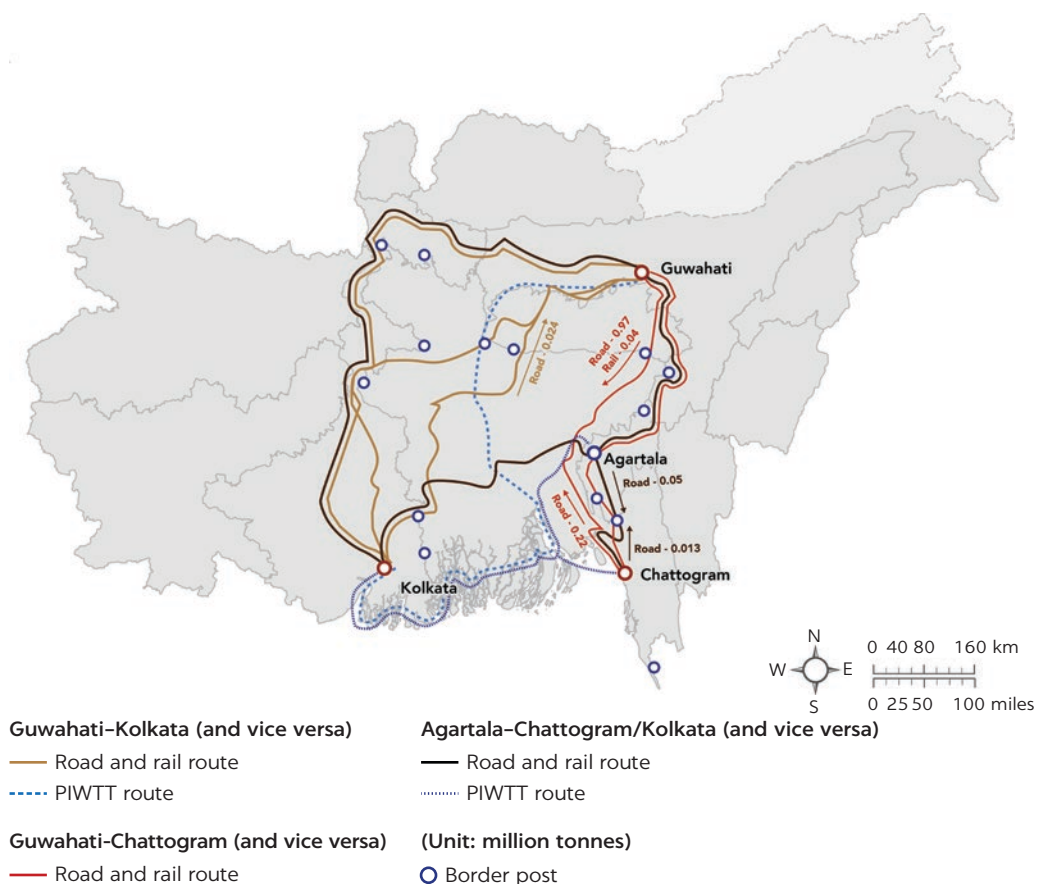 Guwahati
Road - 0.024
Road - 0.97
Rail - 0.04
Agartala
Road - 0.05
Road - 0.22
Road - 0.013
Chattogram
Kolkata
N
W E
S
0 40 80 160 km
0 25 50 100 miles
Guwahati–Kolkata (and vice versa)
Road and rail route
PIWTT route
Agartala–Chattogram/Kolkata (and vice versa)
Road and rail route
PIWTT route
Guwahati-Chattogram (and vice versa)
Road and rail route
(Unit: million tonnes)
Border post